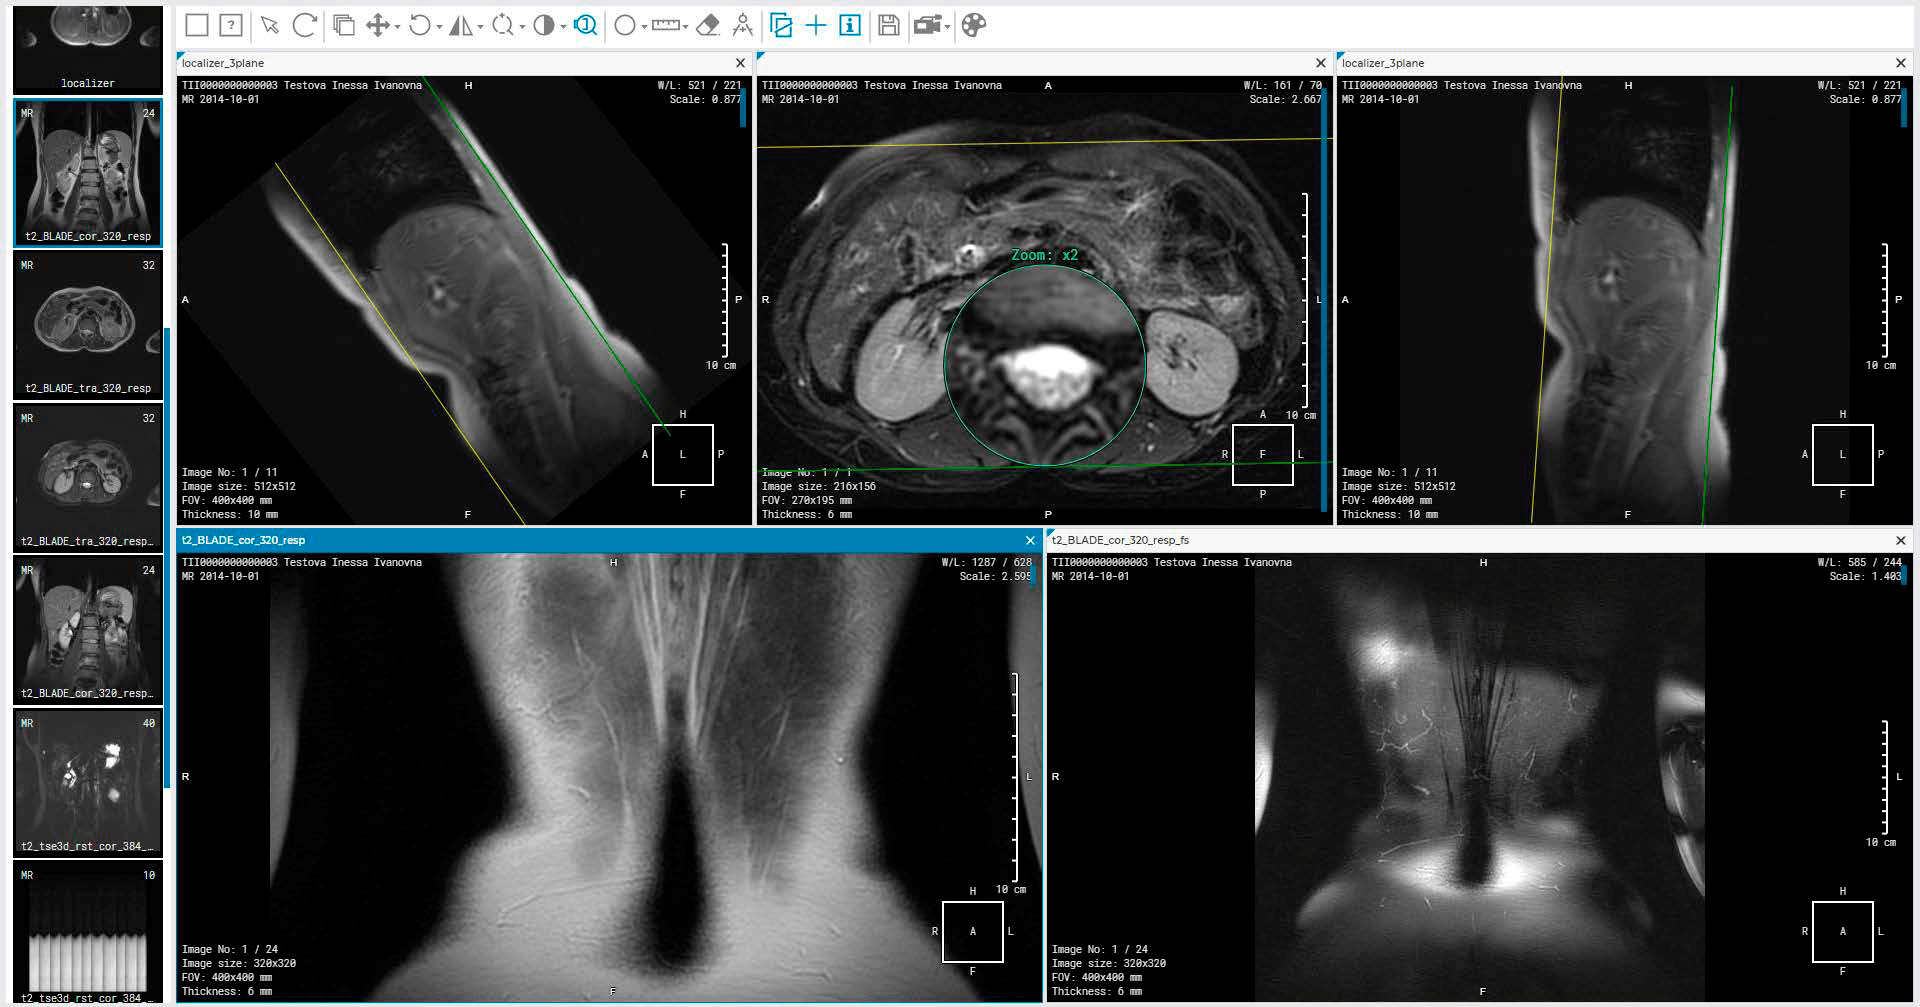 localizer
MR 24
t2_BLADE_cor_320_resp
MR 32
t2_BLADE_tra_320_resp
MR 32
t2_BLADE_tra_320_resp…
MR 24
t2_BLADE_cor_320_resp…
MR 40
t2_tse3d_rst_cor_384_…
MR 10
t2_tse3d_rst_cor_384_…
?
localizer_3plane
TII0000000000003 Testova Inessa Ivanovna
MR 2014-10-01
H
W/L: 521 / 221
Scale: 0.877
A
P
10 cm
H
A L P
F
Image No: 1 / 11
Image size: 512x512
FOV: 400x400 mm
Thickness: 10 mm
F
TII0000000000003 Testova Inessa Ivanovna
MR 2014-10-01
A
W/L: 161 / 70
Scale: 2.667
Zoom: x2
R
L
10 cm
A
R F L
P
Image No: 1 / 1
Image size: 216x156
FOV: 270x195 mm
Thickness: 6 mm
P
localizer_3plane
TII0000000000003 Testova Inessa Ivanovna
MR 2014-10-01
H
W/L: 521 / 221
Scale: 0.877
A
P
10 cm
H
A L P
F
Image No: 1 / 11
Image size: 512x512
FOV: 400x400 mm
Thickness: 10 mm
F
t2_BLADE_cor_320_resp
TII0000000000003 Testova Inessa Ivanovna
MR 2014-10-01
H
W/L: 1287 / 628
Scale: 2.595
R
L
10 cm
H
R A L
F
Image No: 1 / 24
Image size: 320x320
FOV: 400x400 mm
Thickness: 6 mm
F
t2_BLADE_cor_320_resp_fs
TII0000000000003 Testova Inessa Ivanovna
MR 2014-10-01
H
W/L: 585 / 244
Scale: 1.403
R
L
10 cm
H
R A L
F
Image No: 1 / 24
Image size: 320x320
FOV: 400x400 mm
Thickness: 6 mm
F